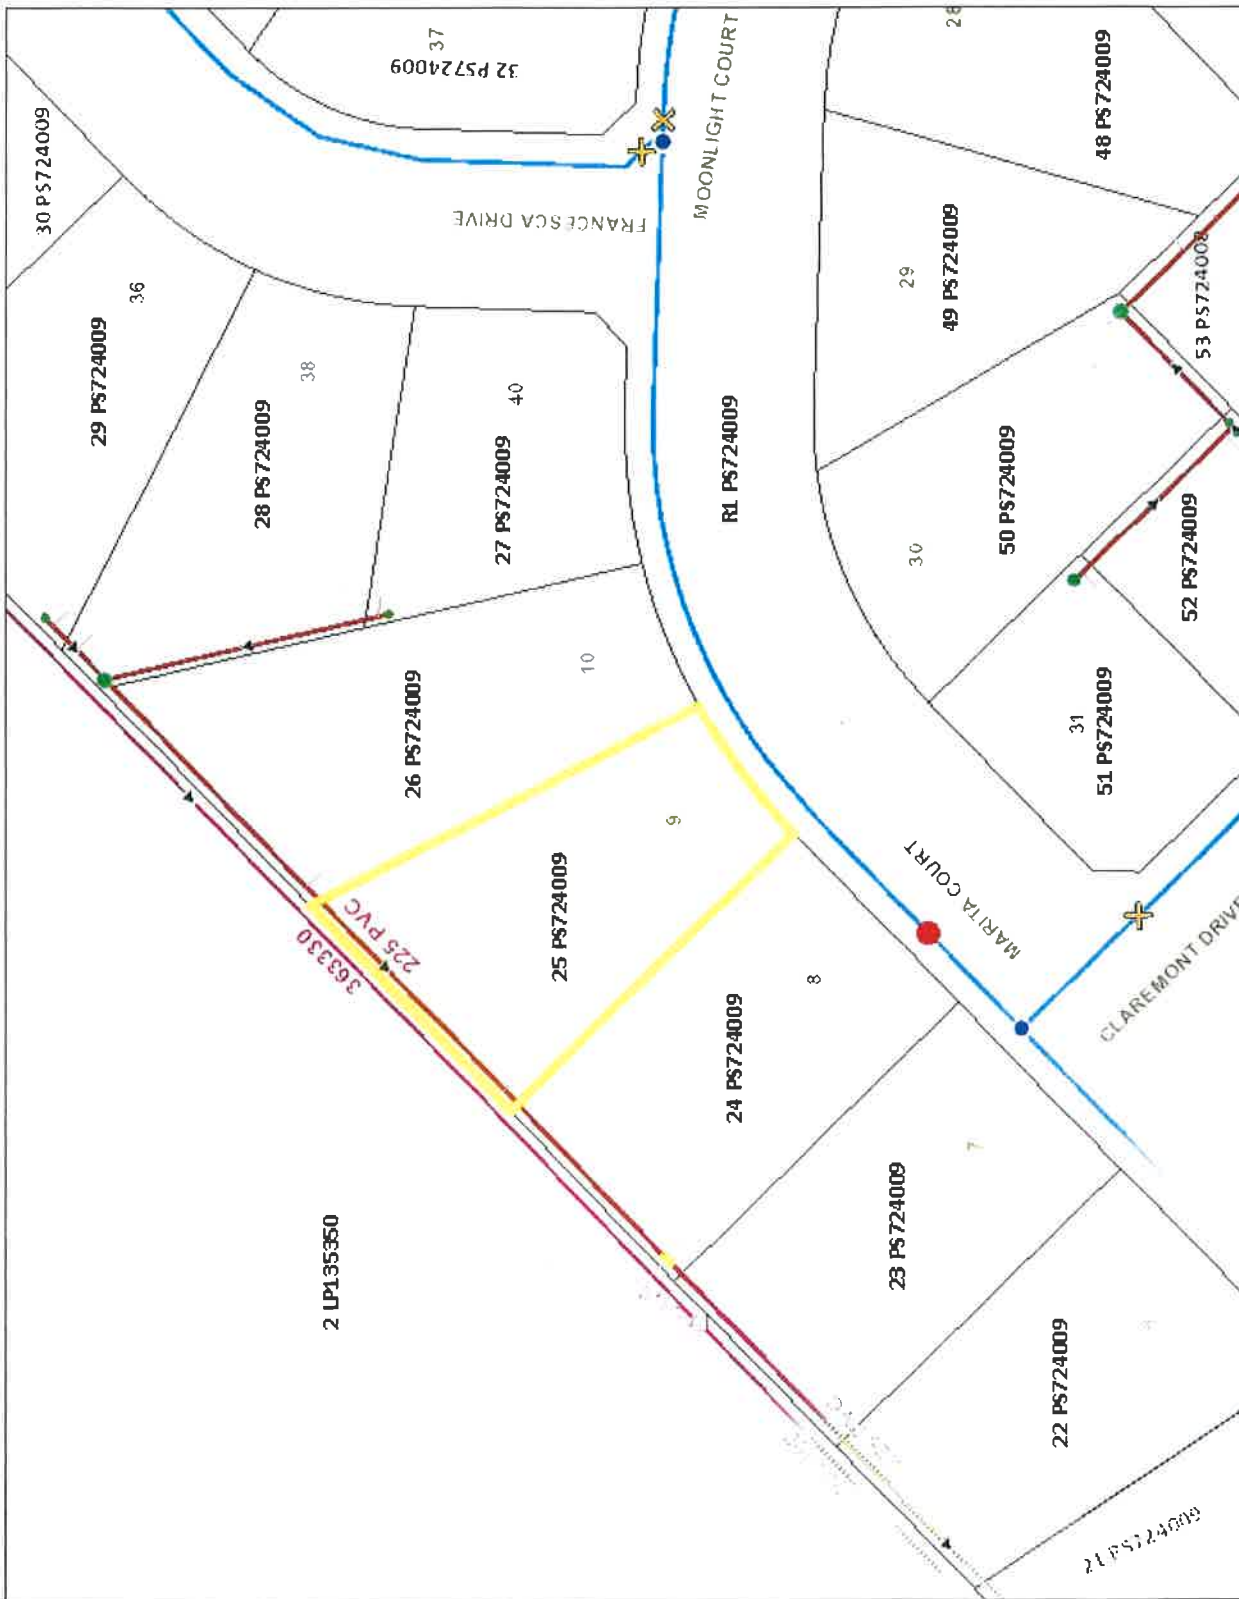 37
32 PS724009
28
MOONLIGHT COURT
48 PS724009
30 PS724009
FRANCESCA DRIVE
36
29 PS724009
29
49 PS724009
53 PS724008
38
28 PS724009
40
27 PS724009
R1 PS724009
30
50 PS724009
52 PS724009
10
26 PS724009
31
51 PS724009
9
25 PS724009
225 PVC
363330
MARITA COURT
CLAREMONT DRIVE
8
24 PS724009
7
23 PS724009
2 LP135350
22 PS724009
21 PS724009